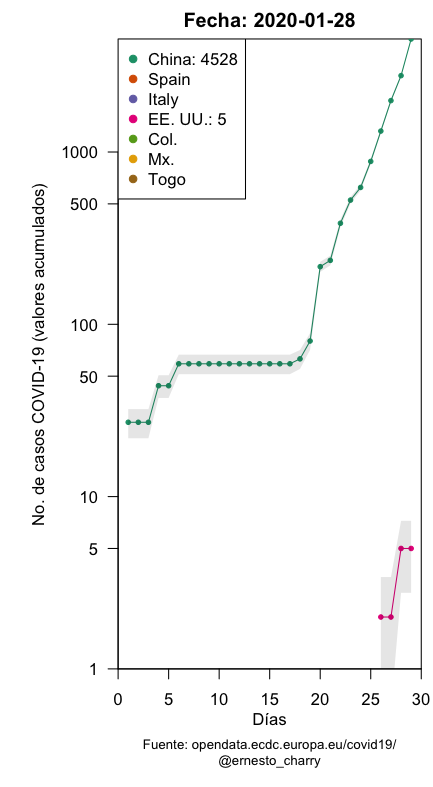 Fecha: 2020-01-28
China: 4528
Spain
Italy
EE. UU.: 5
Col.
Mx.
Togo
No. de casos COVID-19 (valores acumulados)
1000
500
100
50
10
5
1
0 5 10 15 20 25 30
Días
Fuente: opendata.ecdc.europa.eu/covid19/
@ernesto_charry